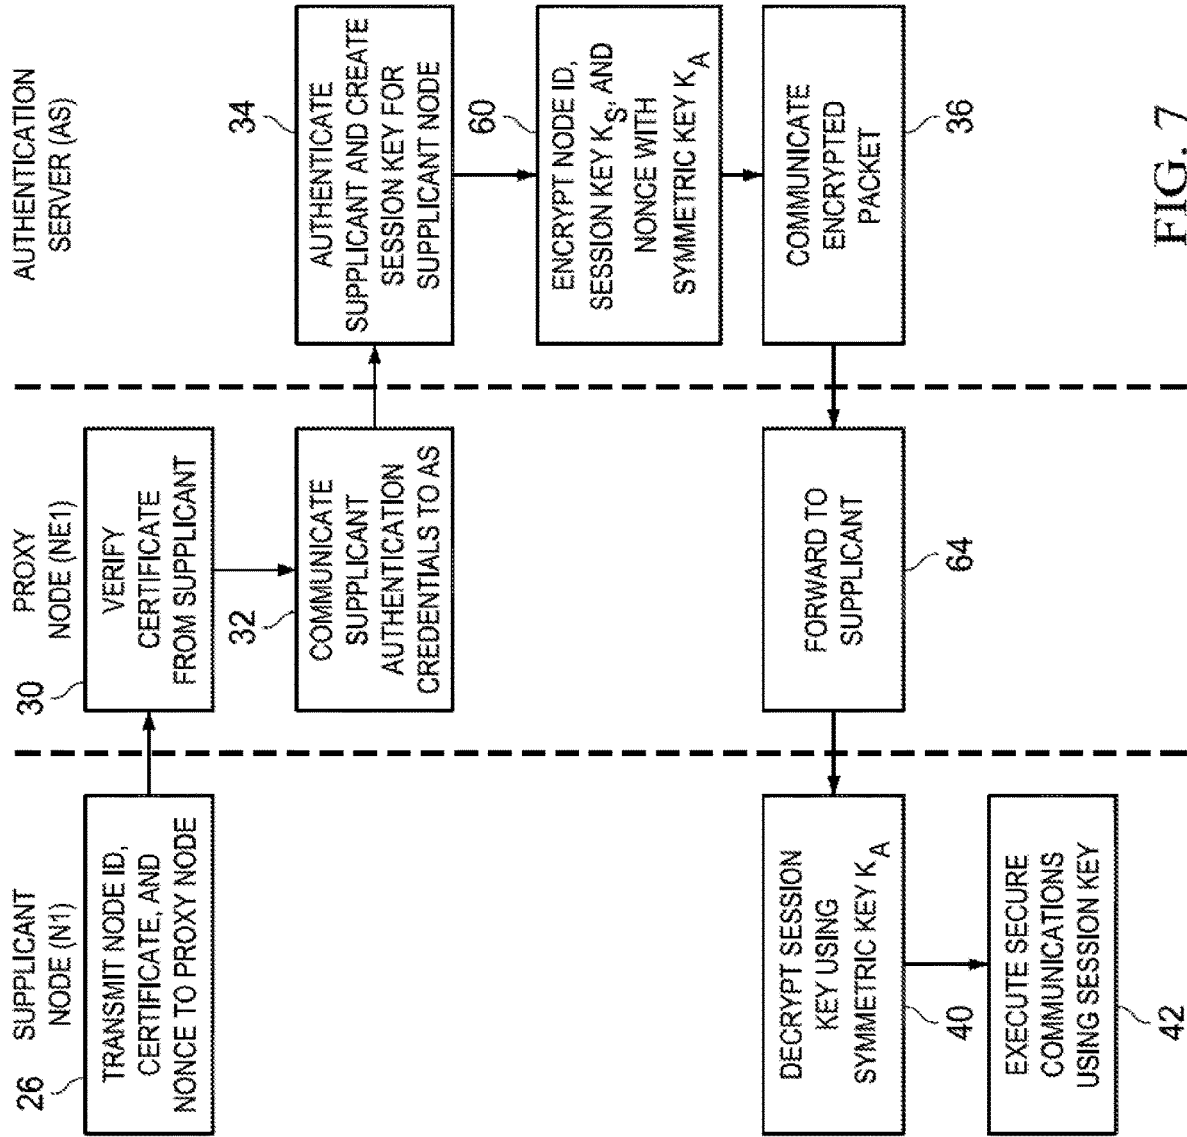 SUPPLICANT
NODE (N1)
PROXY
NODE (NE1)
AUTHENTICATION
SERVER (AS)
26
TRANSMIT NODE ID,
CERTIFICATE, AND
NONCE TO PROXY NODE
30
VERIFY
CERTIFICATE
FROM SUPPLICANT
32
COMMUNICATE
SUPPLICANT
AUTHENTICATION
CREDENTIALS TO AS
34
AUTHENTICATE
SUPPLICANT AND CREATE
SESSION KEY FOR
SUPPLICANT NODE
60
ENCRYPT NODE ID,
SESSION KEY KS, AND
NONCE WITH
SYMMETRIC KEY KA
COMMUNICATE
ENCRYPTED
PACKET
36
FORWARD TO
SUPPLICANT
64
DECRYPT SESSION
KEY USING
SYMMETRIC KEY KA
40
EXECUTE SECURE
COMMUNICATIONS
USING SESSION KEY
42
FIG. 7